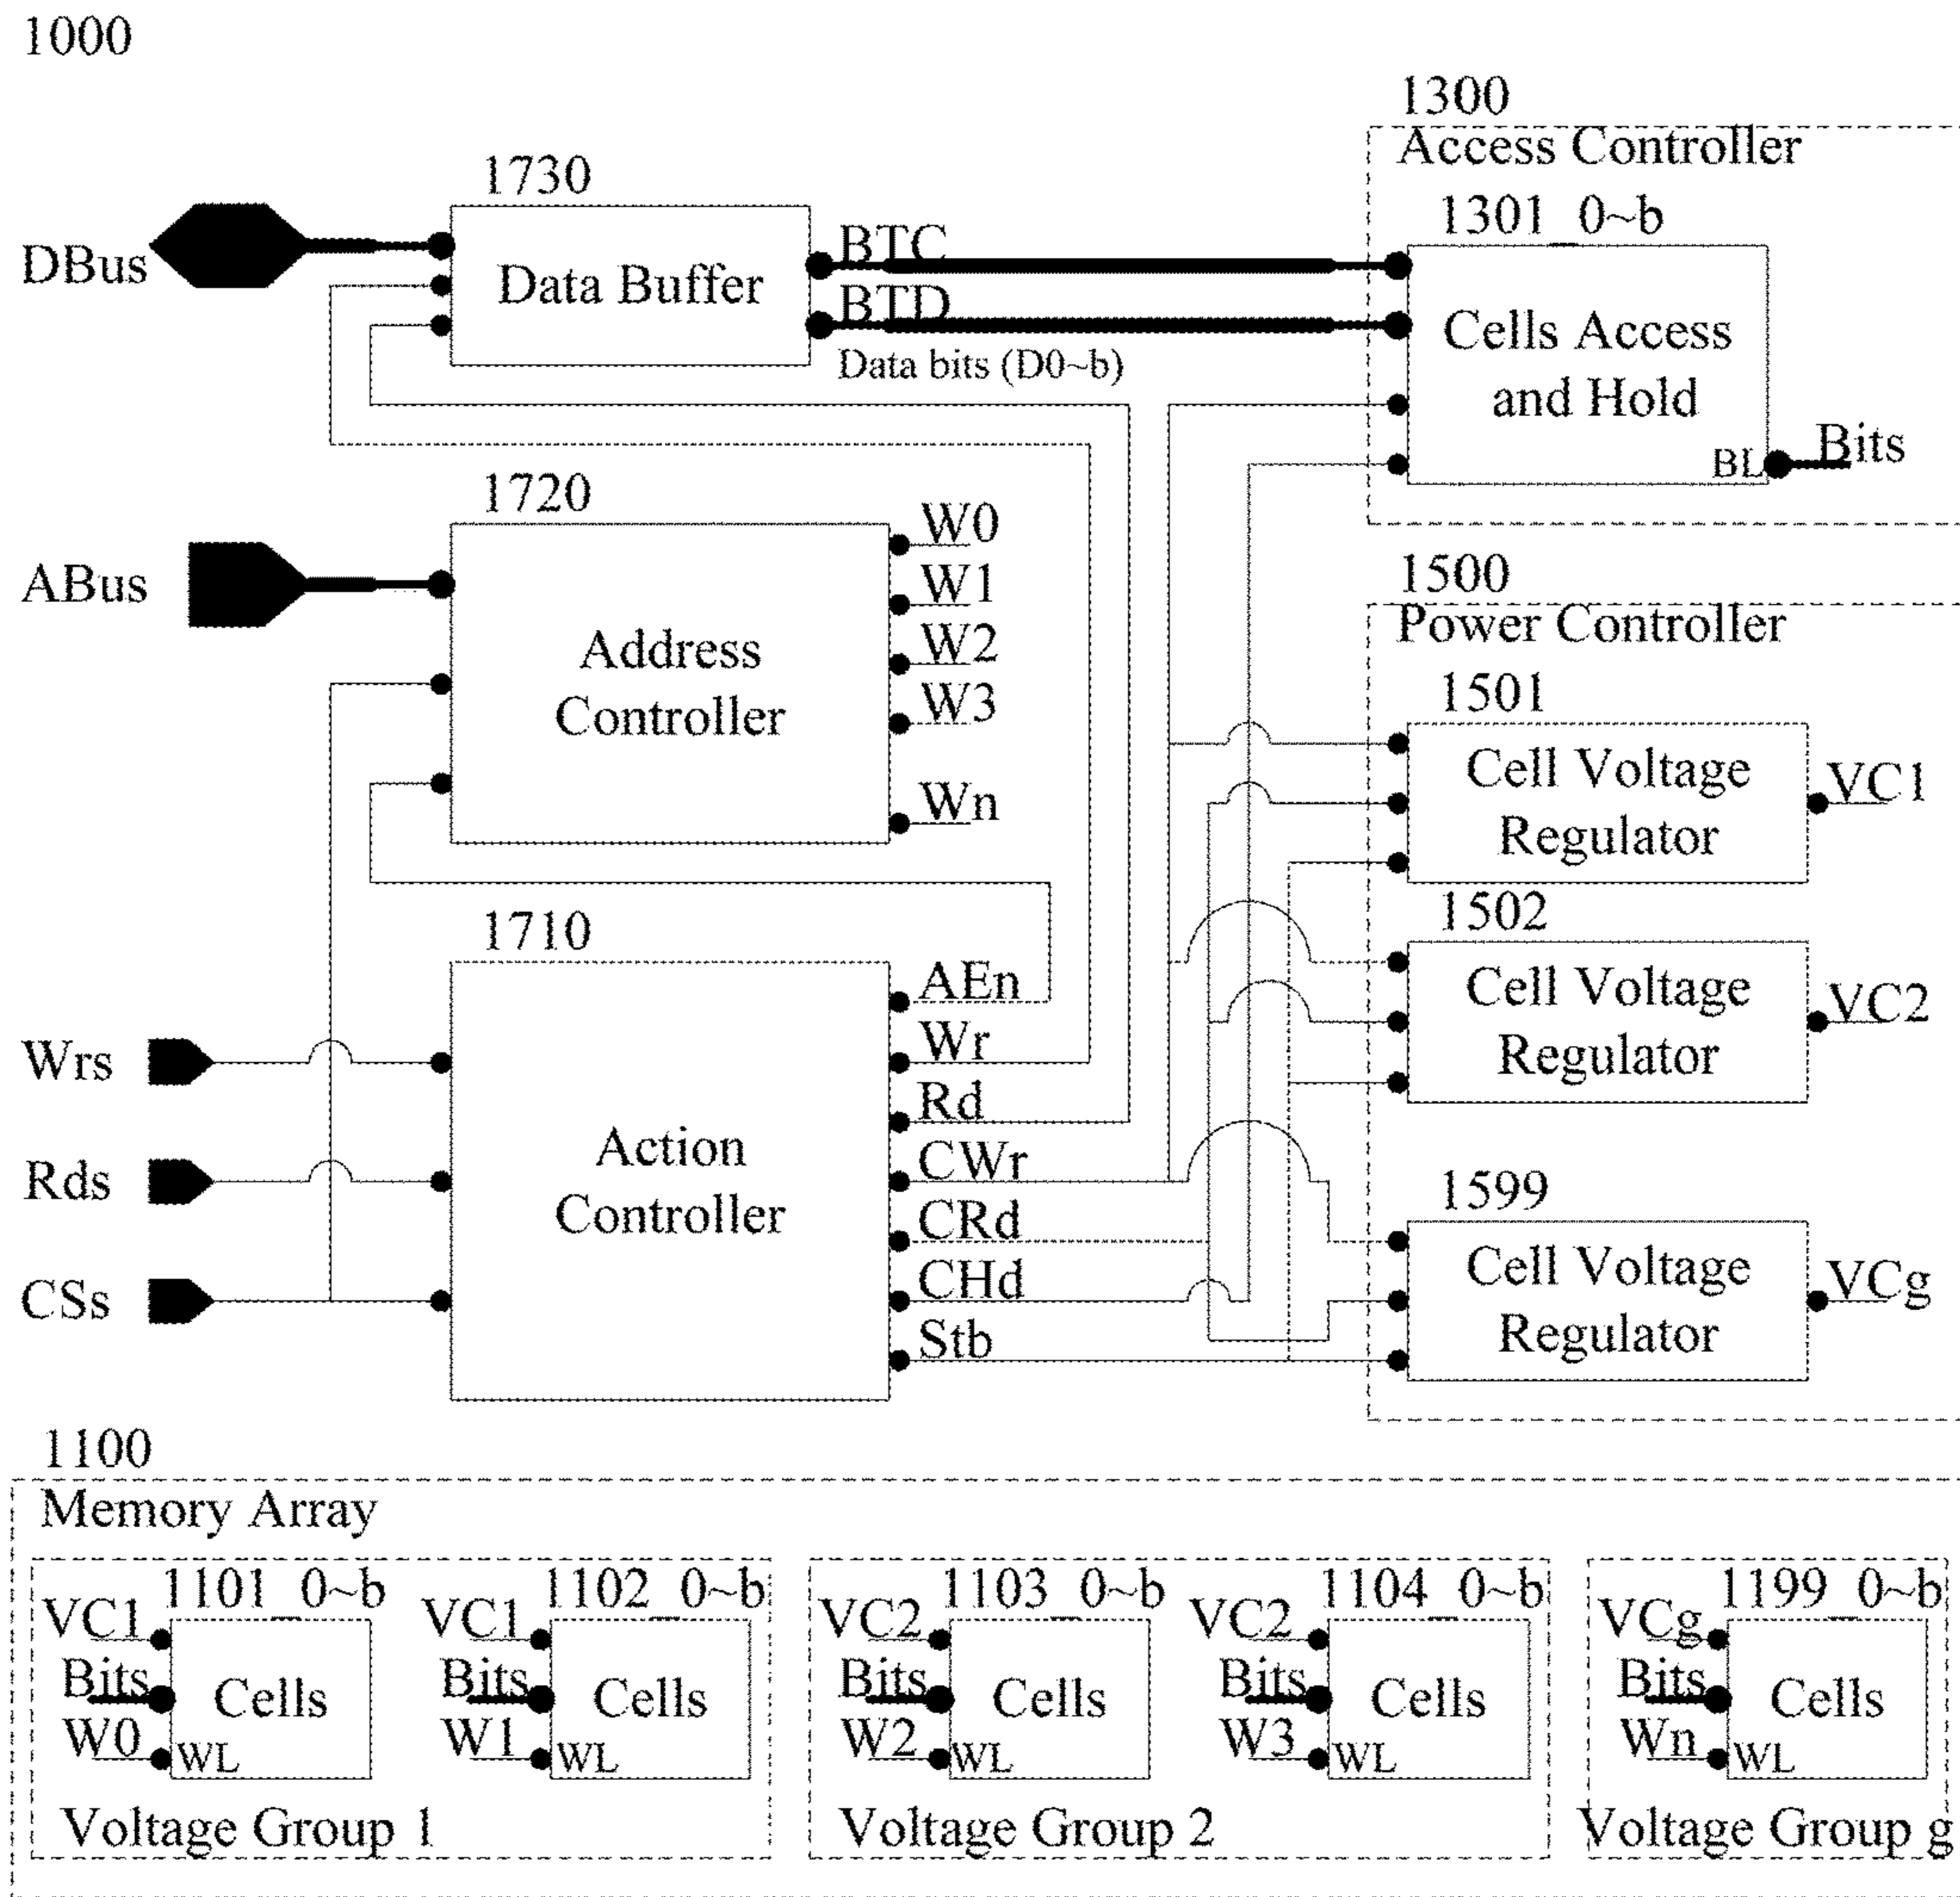 1000
1300
Access Controller
1730
1301_0~b
DBus
Data Buffer
BTC
BTD
Data bits (D0~b)
Cells Access
and Hold
BL
Bits
1720
ABus
Address
Controller
W0
W1
W2
W3
Wn
1500
Power Controller
1501
Cell Voltage
Regulator
VC1
1502
Cell Voltage
Regulator
VC2
1599
Cell Voltage
Regulator
VCg
1710
Wrs
Rds
CSs
Action
Controller
AEn
Wr
Rd
CWr
CRd
CHd
Stb
1100
Memory Array
1101_0~b
VC1
Bits
W0
WL
Cells
1102_0~b
VC1
Bits
W1
WL
Cells
Voltage Group 1
1103_0~b
VC2
Bits
W2
WL
Cells
1104_0~b
VC2
Bits
W3
WL
Cells
Voltage Group 2
1199_0~b
VCg
Bits
Wn
WL
Cells
Voltage Group g